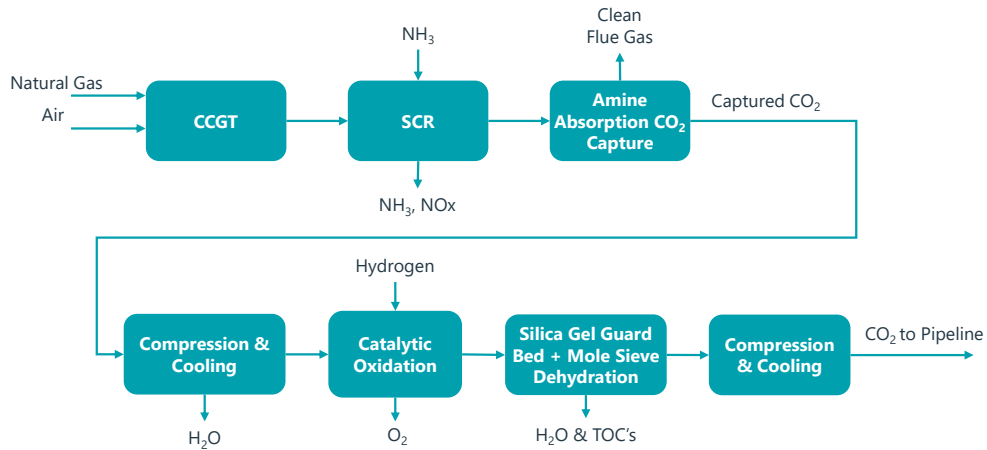 Natural Gas
Air
CCGT
NH₃
SCR
NH₃, NOx
Clean
Flue Gas
Amine
Absorption CO₂
Capture
Captured CO₂
Compression &
Cooling
H₂O
Hydrogen
Catalytic
Oxidation
O₂
Silica Gel Guard
Bed + Mole Sieve
Dehydration
H₂O & TOC's
Compression
& Cooling
CO₂ to Pipeline